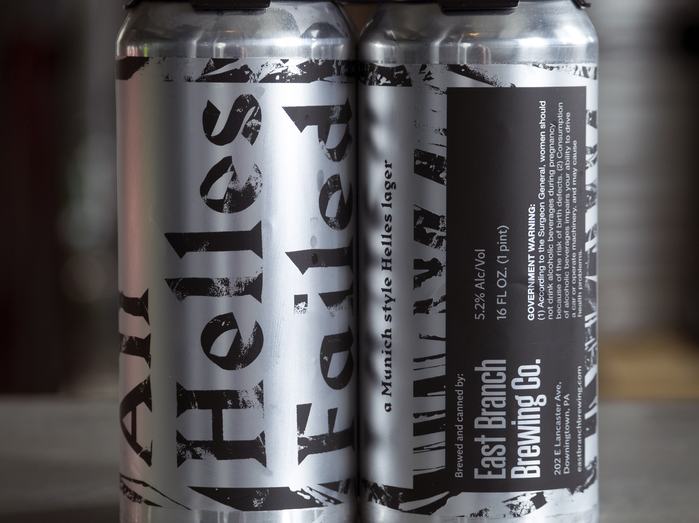 All
Helles
Failed
a Munich style Helles lager
Brewed and canned by:
East Branch
Brewing Co.
202 E Lancaster Ave,
Downingtown, PA
eastbranchbrewing.com
5.2% Alc/Vol
16 FL OZ. (1 pint)
GOVERNMENT WARNING:
(1) According to the Surgeon General, women should
not drink alcoholic beverages during pregnancy
because of the risk of birth defects. (2) Consumption
of alcoholic beverages impairs your ability to drive
a car or operate machinery, and may cause
health problems.